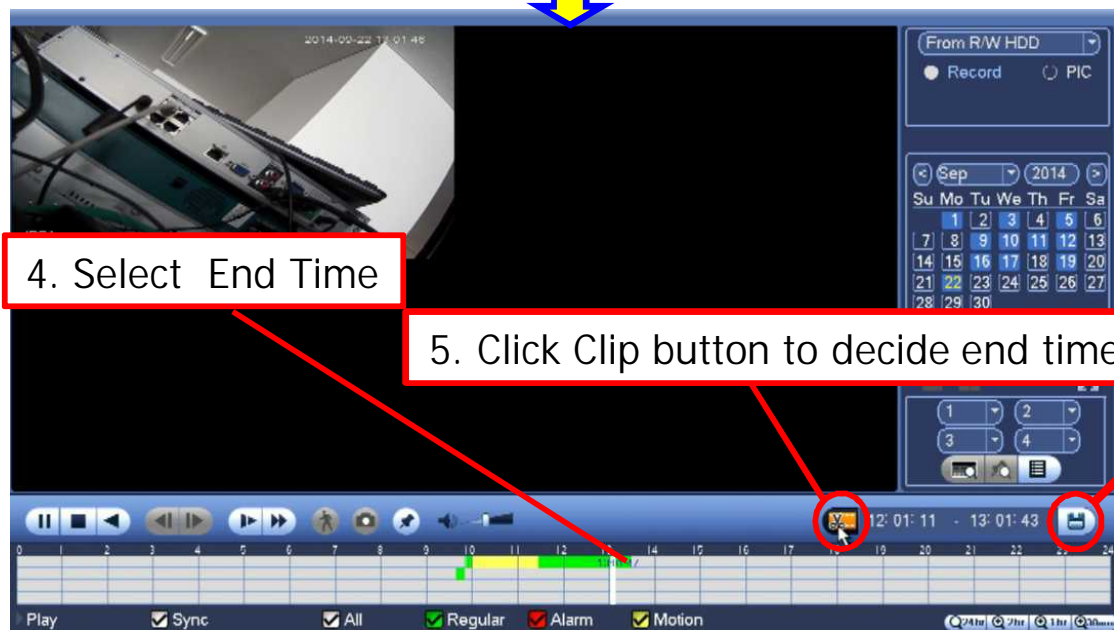 2014-09-22 13 01 46
From R/W HDD
Record PIC
< Sep 2014 >
Su Mo Tu We Th Fr Sa
1 2 3 4 5 6
7 8 9 10 11 12 13
14 15 16 17 18 19 20
21 22 23 24 25 26 27
28 29 30
4. Select End Time
5. Click Clip button to decide end time
1 2
3 4
12: 01: 11 - 13: 01: 43
0 1 2 3 4 5 6 7 8 9 10 11 12 13 14 15 16 17 18 19 20 21 22 23 24
Play Sync All Regular Alarm Motion 24hr 2hr 1hr 30min